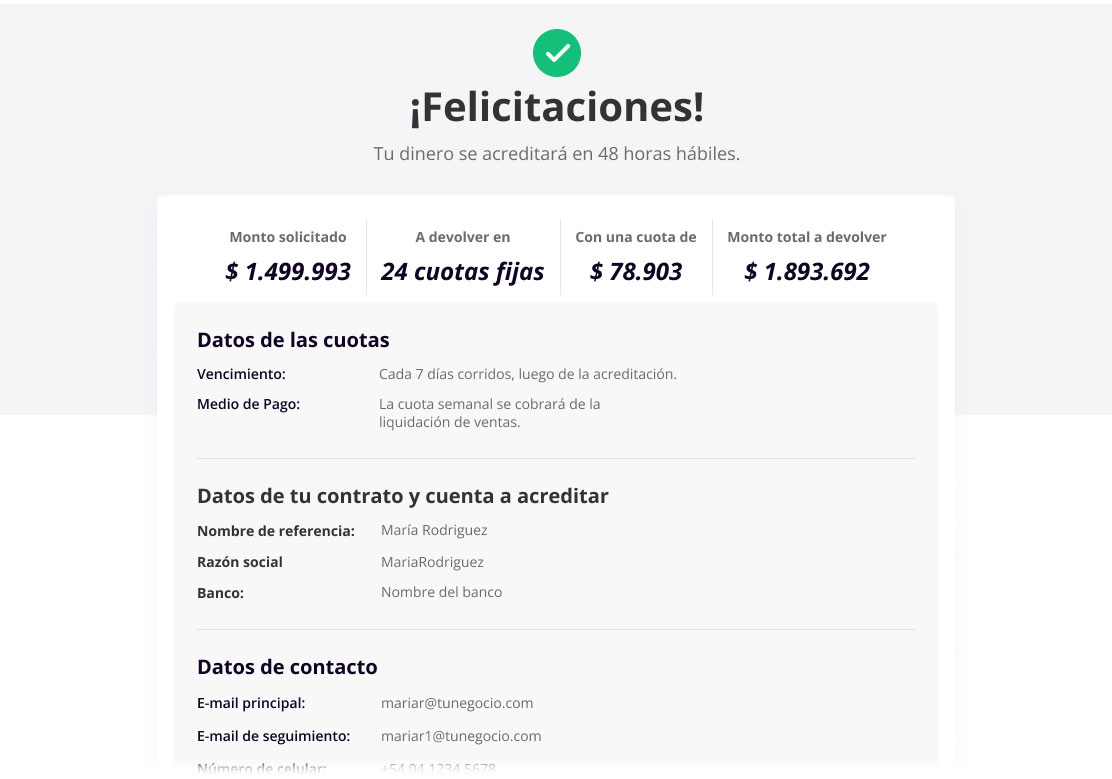 ¡Felicitaciones!
Tu dinero se acreditará en 48 horas hábiles.
Monto solicitado
$ 1.499.993
A devolver en
24 cuotas fijas
Con una cuota de
$ 78.903
Monto total a devolver
$ 1.893.692
Datos de las cuotas
Vencimiento: Cada 7 días corridos, luego de la acreditación.
Medio de Pago: La cuota semanal se cobrará de la
liquidación de ventas.
Datos de tu contrato y cuenta a acreditar
Nombre de referencia: María Rodriguez
Razón social MariaRodriguez
Banco: Nombre del banco
Datos de contacto
E-mail principal: mariar@tunegocio.com
E-mail de seguimiento: mariar1@tunegocio.com
Número de celular: +54 04 1234 5678